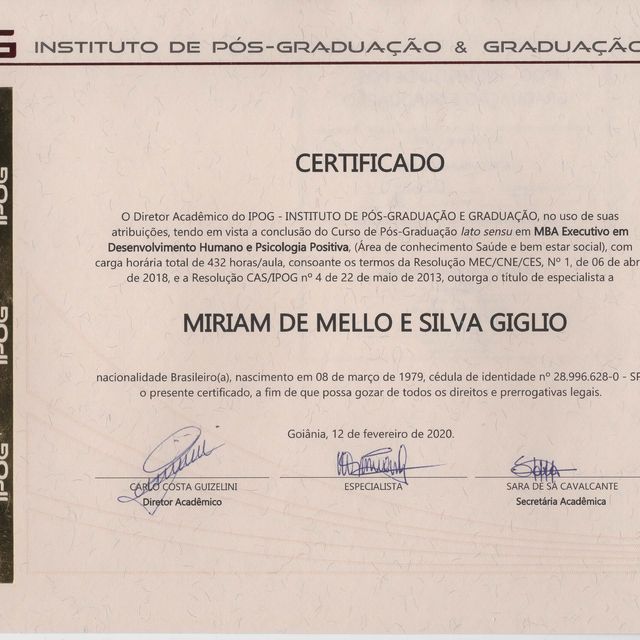 G INSTITUTO DE PÓS-GRADUAÇÃO & GRADUAÇÃO
IPOG
IPOG
IPOG
CERTIFICADO
O Diretor Acadêmico do IPOG - INSTITUTO DE PÓS-GRADUAÇÃO E GRADUAÇÃO, no uso de suas
atribuições, tendo em vista a conclusão do Curso de Pós-Graduação lato sensu em MBA Executivo em
Desenvolvimento Humano e Psicologia Positiva, (Área de conhecimento Saúde e bem estar social), com
carga horária total de 432 horas/aula, consoante os termos da Resolução MEC/CNE/CES, Nº 1, de 06 de abr
de 2018, e a Resolução CAS/IPOG nº 4 de 22 de maio de 2013, outorga o título de especialista a
MIRIAM DE MELLO E SILVA GIGLIO
nacionalidade Brasileiro(a), nascimento em 08 de março de 1979, cédula de identidade nº 28.996.628-0 - SP
o presente certificado, a fim de que possa gozar de todos os direitos e prerrogativas legais.
Goiânia, 12 de fevereiro de 2020.
CARLO COSTA GUIZELINI
Diretor Acadêmico
ESPECIALISTA
SARA DE SÁ CAVALCANTE
Secretária Acadêmica